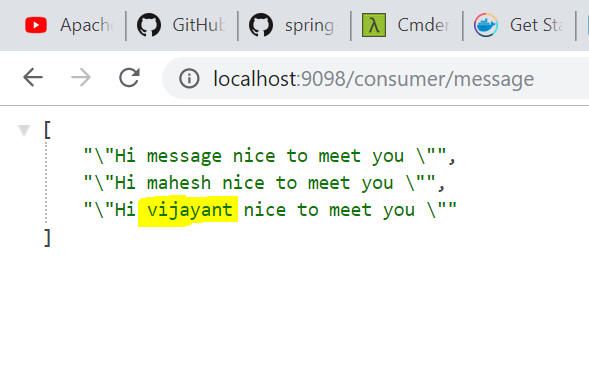 Apach GitHub spring- Cmder Get Sta
localhost:9098/consumer/message
[
"\"Hi message nice to meet you \"",
"\"Hi mahesh nice to meet you \"",
"\"Hi vijayant nice to meet you \""
]